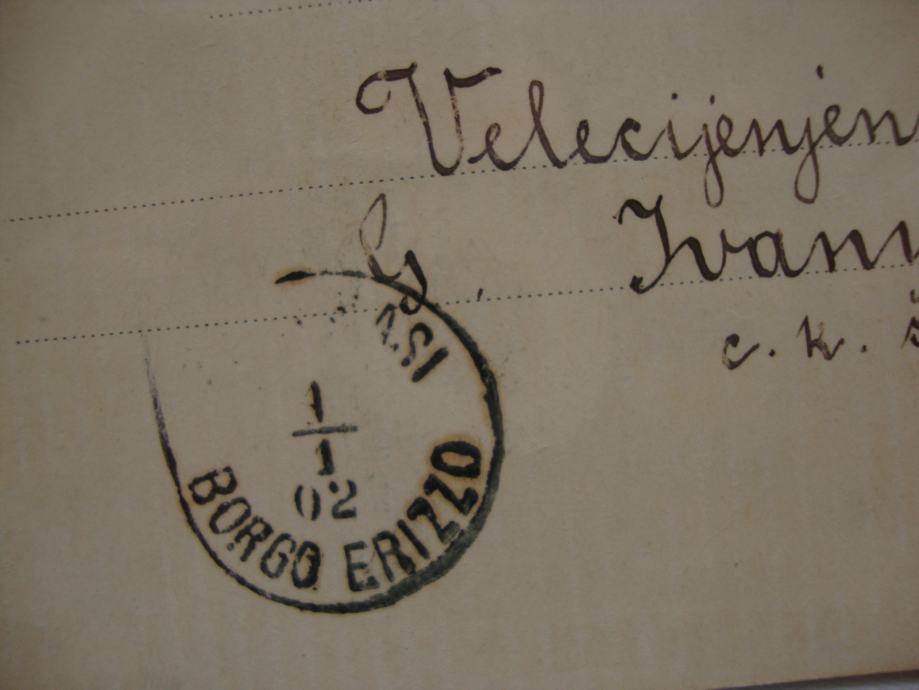 Velecijenjen
G
Ivan
c. k.
1
1
02
BORGO ERIZZO